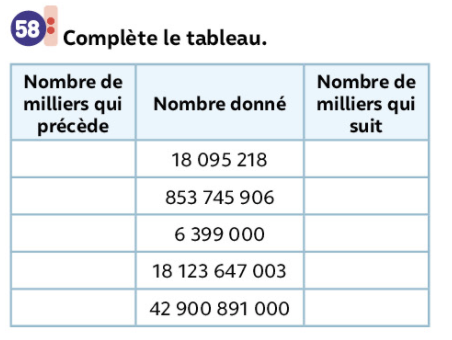 58 Complète le tableau.
Nombre de milliers qui précède
Nombre donné
Nombre de milliers qui suit
18 095 218
853 745 906
6 399 000
18 123 647 003
42 900 891 000